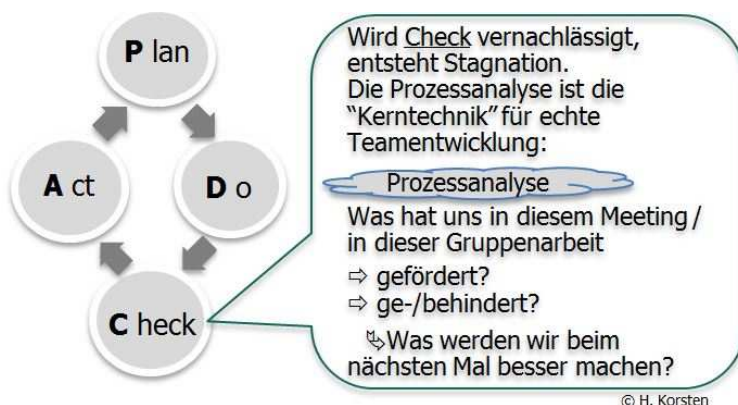 P lan
A ct
D o
C heck
Wird Check vernachlässigt,
entsteht Stagnation.
Die Prozessanalyse ist die
“Kerntechnik” für echte
Teamentwicklung:
Prozessanalyse
Was hat uns in diesem Meeting /
in dieser Gruppenarbeit
⇨ gefördert?
⇨ ge-/behindert?
⮱Was werden wir beim
nächsten Mal besser machen?
© H. Korsten